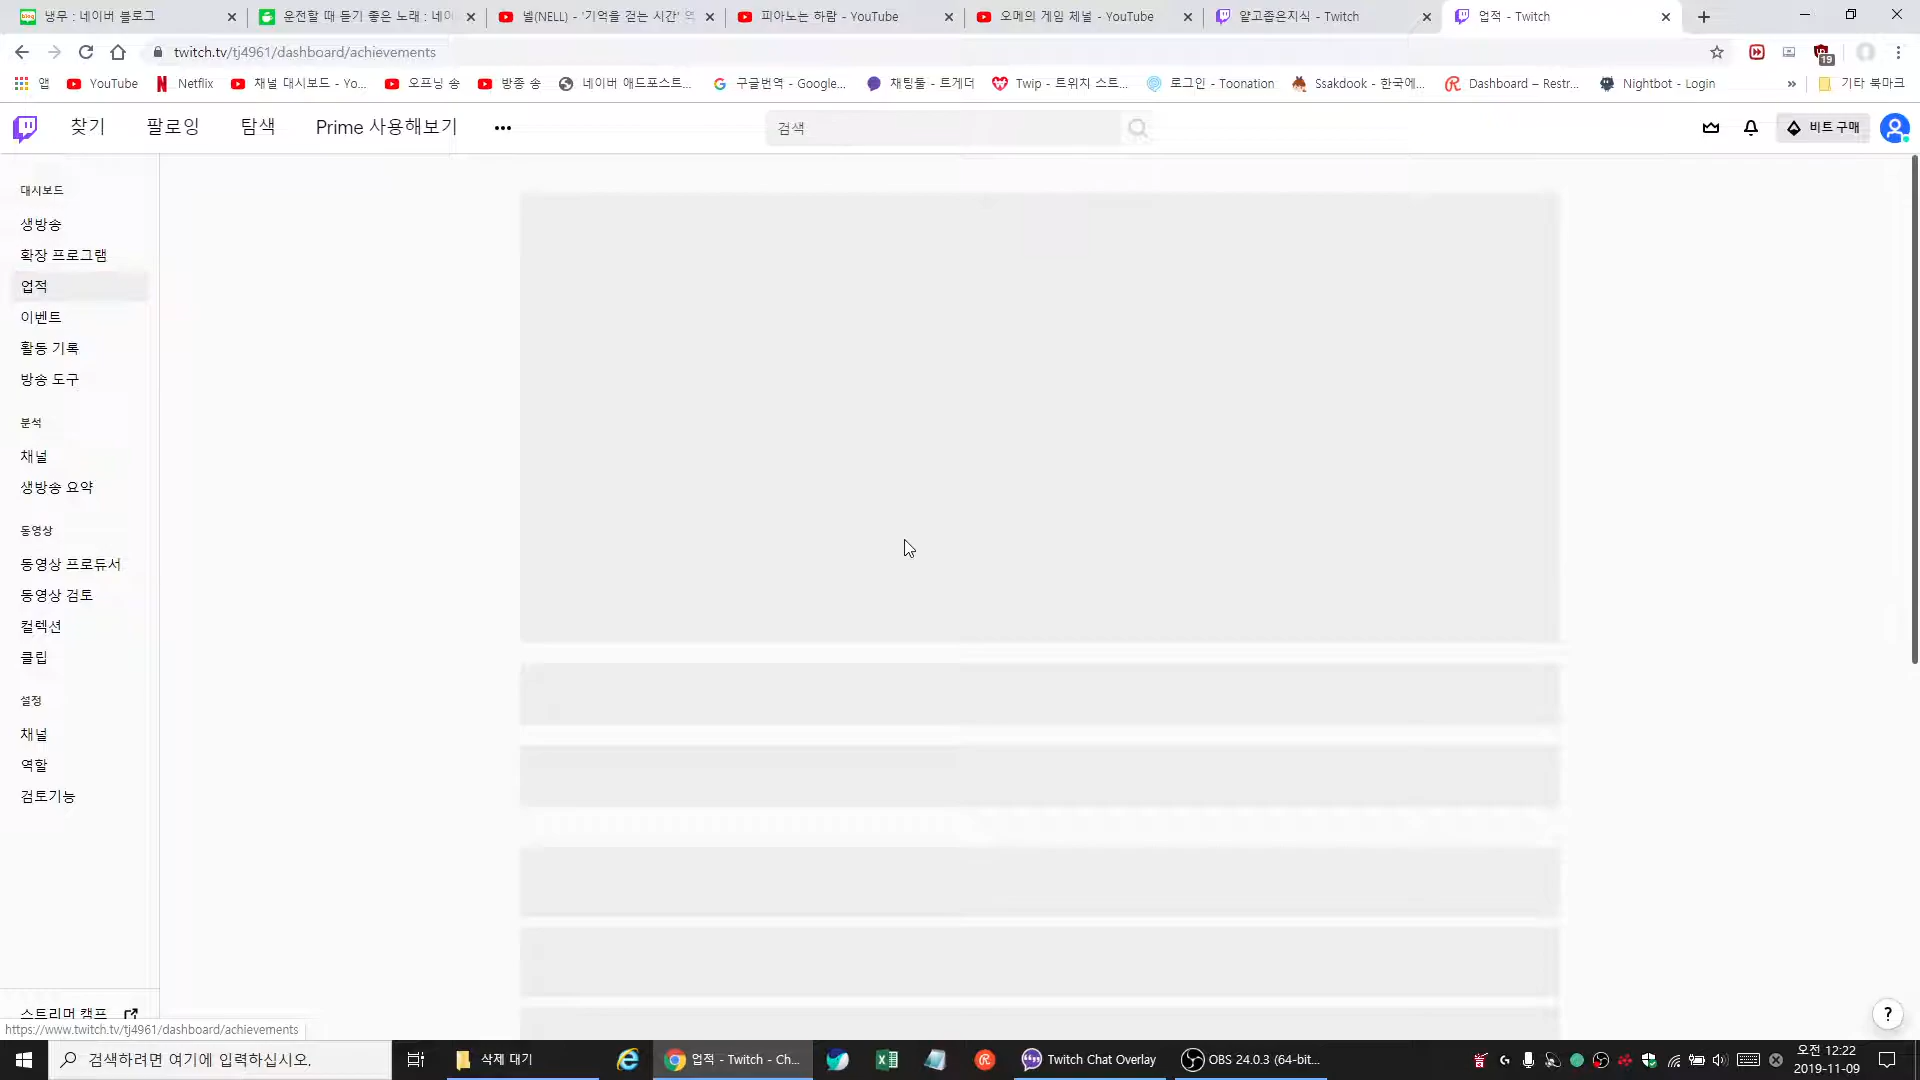 냉무 : 네이버 블로그
운전할 때 듣기 좋은 노래 : 네이
넬(NELL) - '기억을 걷는 시간'
피아노는 하람 - YouTube
오메의 게임 채널 - YouTube
얕고좁은지식 - Twitch
업적 - Twitch
twitch.tv/tj4961/dashboard/achievements
19
앱
YouTube
Netflix
채널 대시보드 - Yo...
오프닝 송
방종 송
네이버 애드포스트...
구글번역 - Google...
채팅툴 - 트게더
Twip - 트위치 스트...
로그인 - Toonation
Ssakdook - 한국에...
Dashboard – Restr...
Nightbot - Login
»
기타 북마크
찾기
팔로잉
탐색
Prime 사용해보기
•••
검색
비트 구매
대시보드
생방송
확장 프로그램
업적
이벤트
활동 기록
방송 도구
분석
채널
생방송 요약
동영상
동영상 프로듀서
동영상 검토
컬렉션
클립
설정
채널
역할
검토기능
스트리머 캠프
https://www.twitch.tv/tj4961/dashboard/achievements
?
검색하려면 여기에 입력하십시오.
삭제 대기
업적 - Twitch - Ch...
Twitch Chat Overlay
OBS 24.0.3 (64-bit...
오전 12:22
2019-11-09